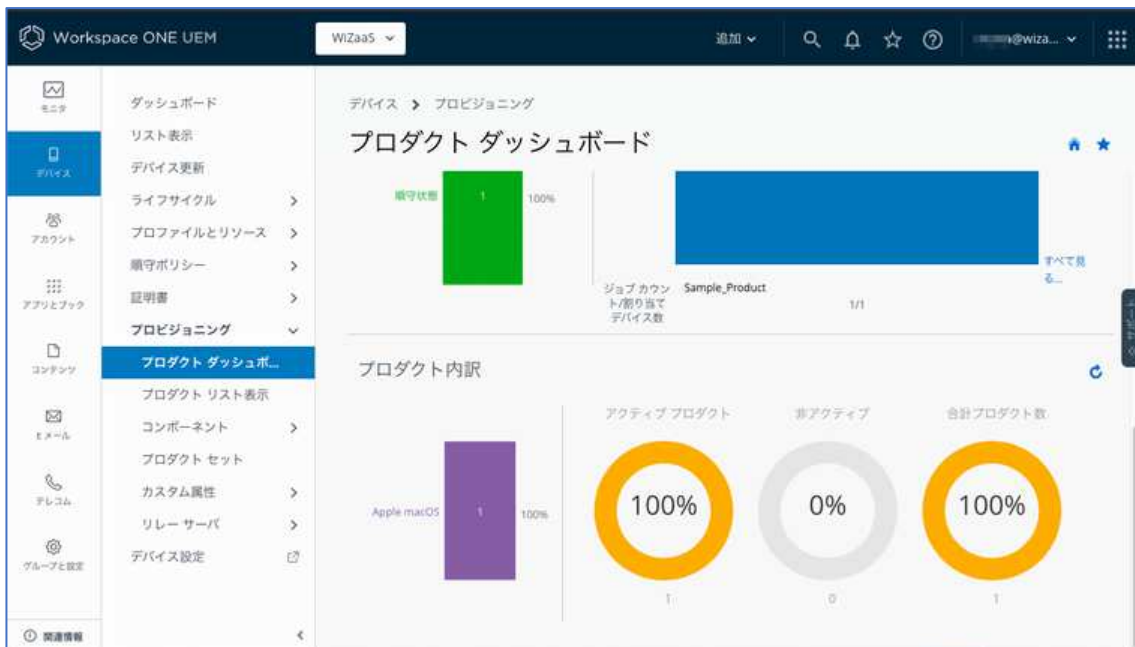 Workspace ONE UEM
WiZaaS
追加
@wiza...
モニタ
デバイス
アカウント
アプリとブック
コンテンツ
Eメール
テレコム
グループと設定
関連情報
ダッシュボード
リスト表示
デバイス更新
ライフサイクル
プロファイルとリソース
順守ポリシー
証明書
プロビジョニング
プロダクト ダッシュボ...
プロダクト リスト表示
コンポーネント
プロダクト セット
カスタム属性
リレー サーバ
デバイス設定
デバイス > プロビジョニング
プロダクト ダッシュボード
順守状態
1
100%
ジョブ カウン
ト/割り当て
デバイス数
Sample_Product
1/1
すべて見
る...
プロダクト内訳
Apple macOS
1
100%
アクティブ プロダクト
100%
1
非アクティブ
0%
0
合計プロダクト数
100%
1